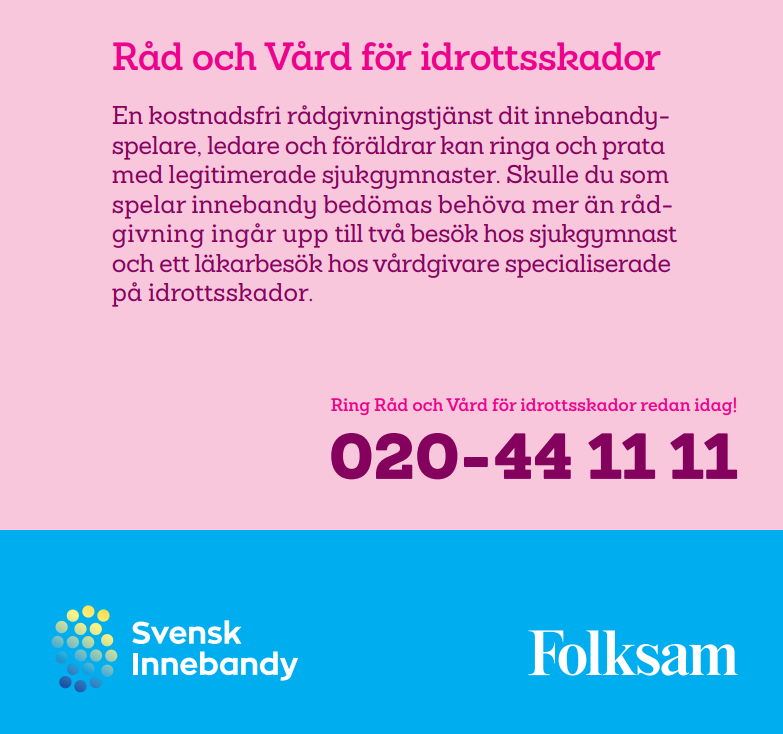 Råd och Vård för idrottsskador
En kostnadsfri rådgivningstjänst dit innebandy-
spelare, ledare och föräldrar kan ringa och prata
med legitimerade sjukgymnaster. Skulle du som
spelar innebandy bedömas behöva mer än råd-
givning ingår upp till två besök hos sjukgymnast
och ett läkarbesök hos vårdgivare specialiserade
på idrottsskador.
Ring Råd och Vård för idrottsskador redan idag!
020-44 11 11
Svensk
Innebandy
Folksam